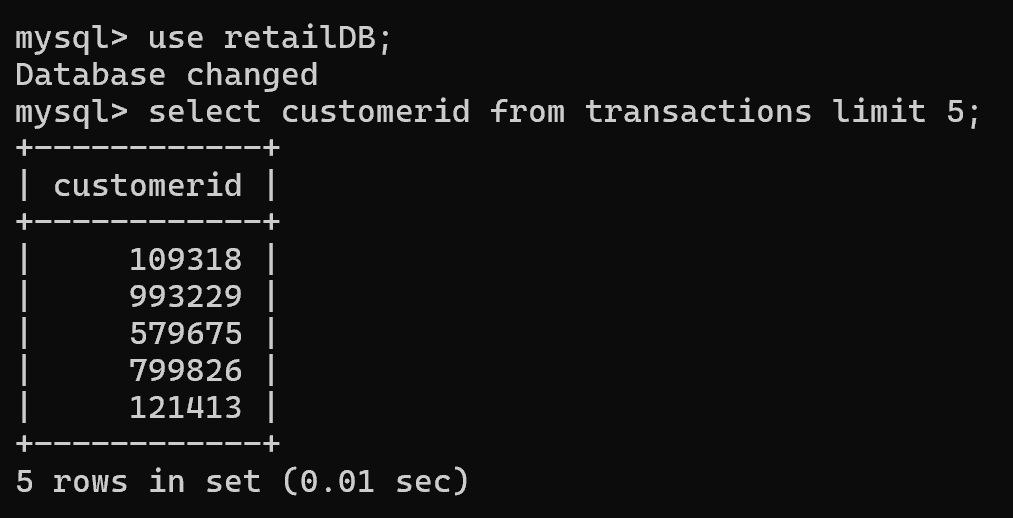 mysql> use retailDB;
Database changed
mysql> select customerid from transactions limit 5;
+------------+
| customerid |
+------------+
|     109318 |
|     993229 |
|     579675 |
|     799826 |
|     121413 |
+------------+
5 rows in set (0.01 sec)